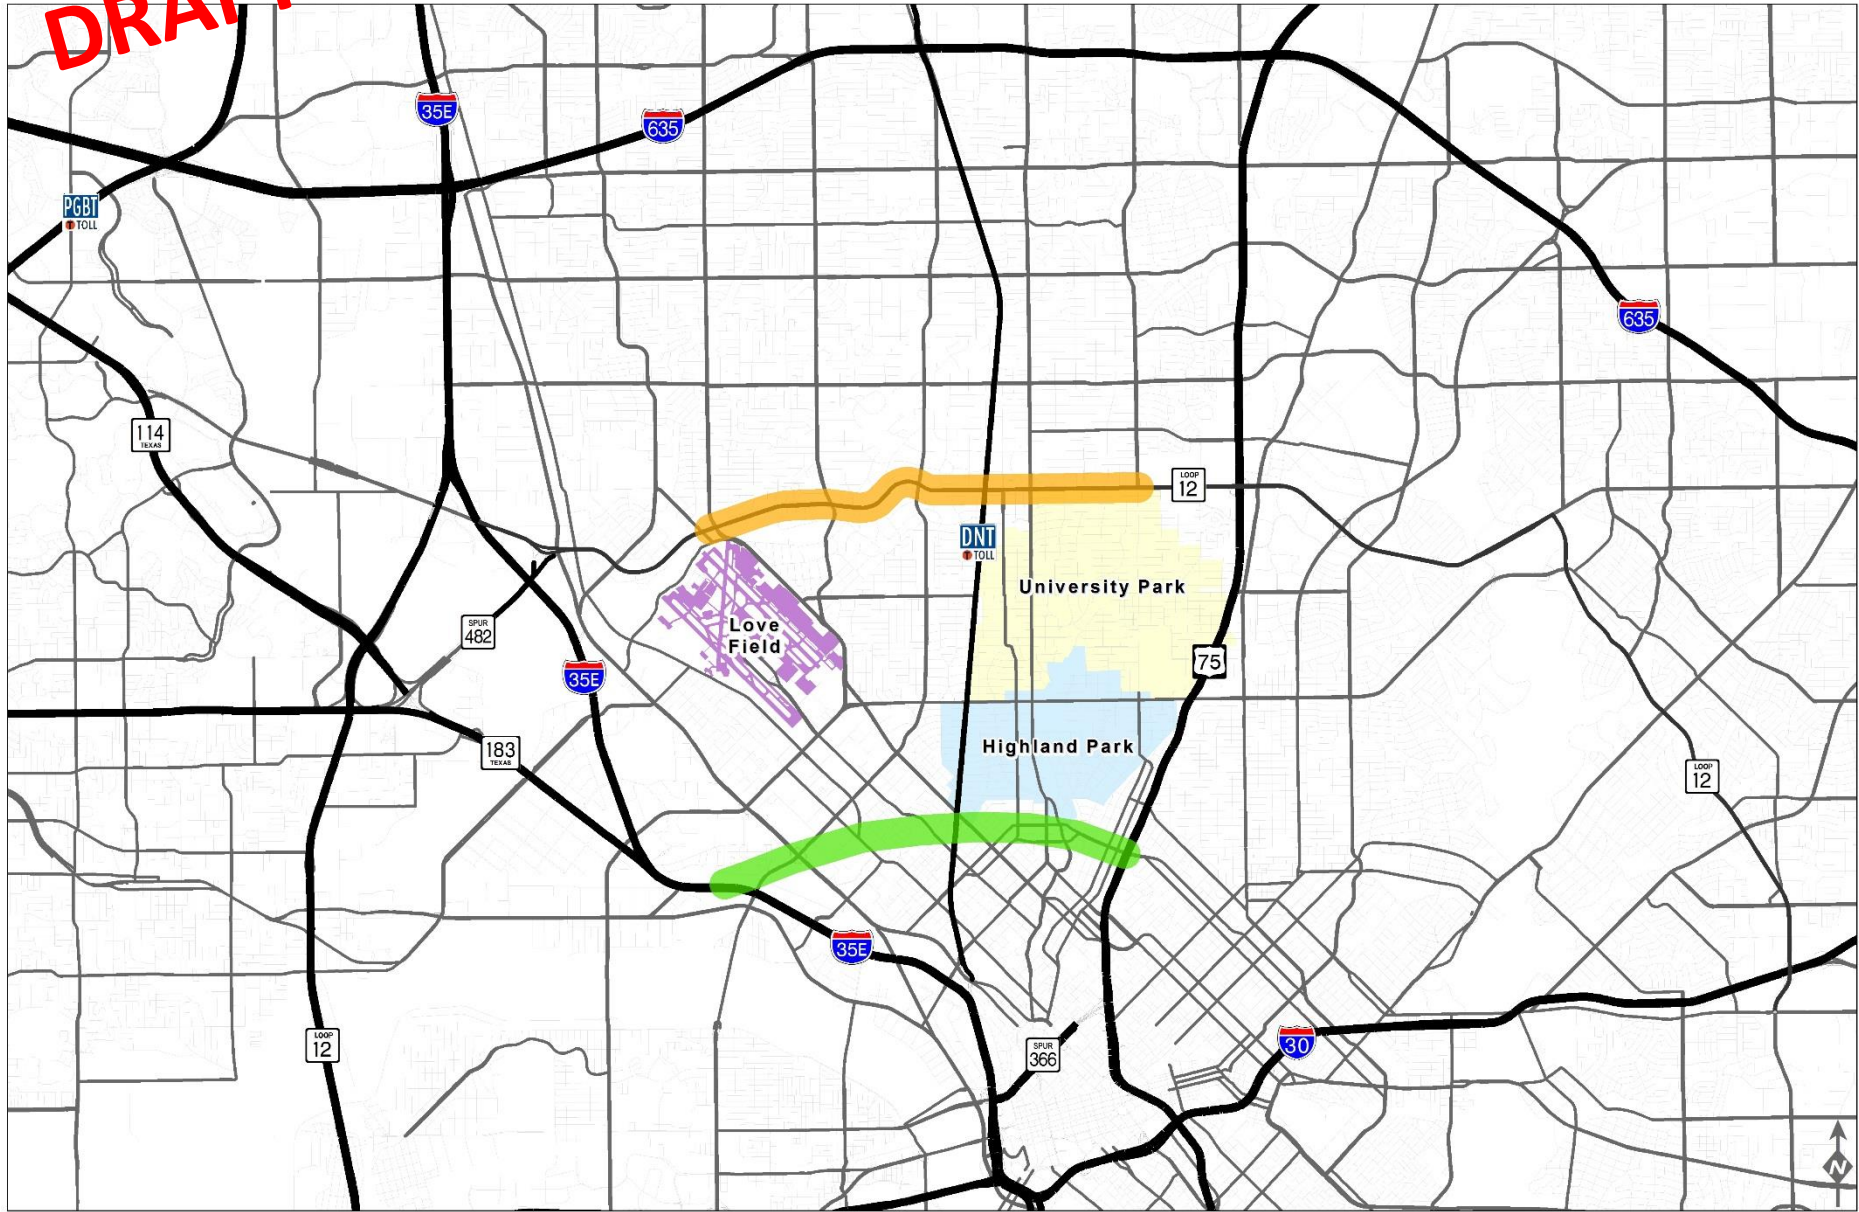 DRAFT
35E
635
PGBT
T TOLL
635
114
TEXAS
LOOP
12
DNT
T TOLL
University Park
SPUR
482
Love
Field
75
35E
183
TEXAS
Highland Park
LOOP
12
35E
LOOP
12
SPUR
366
30
N